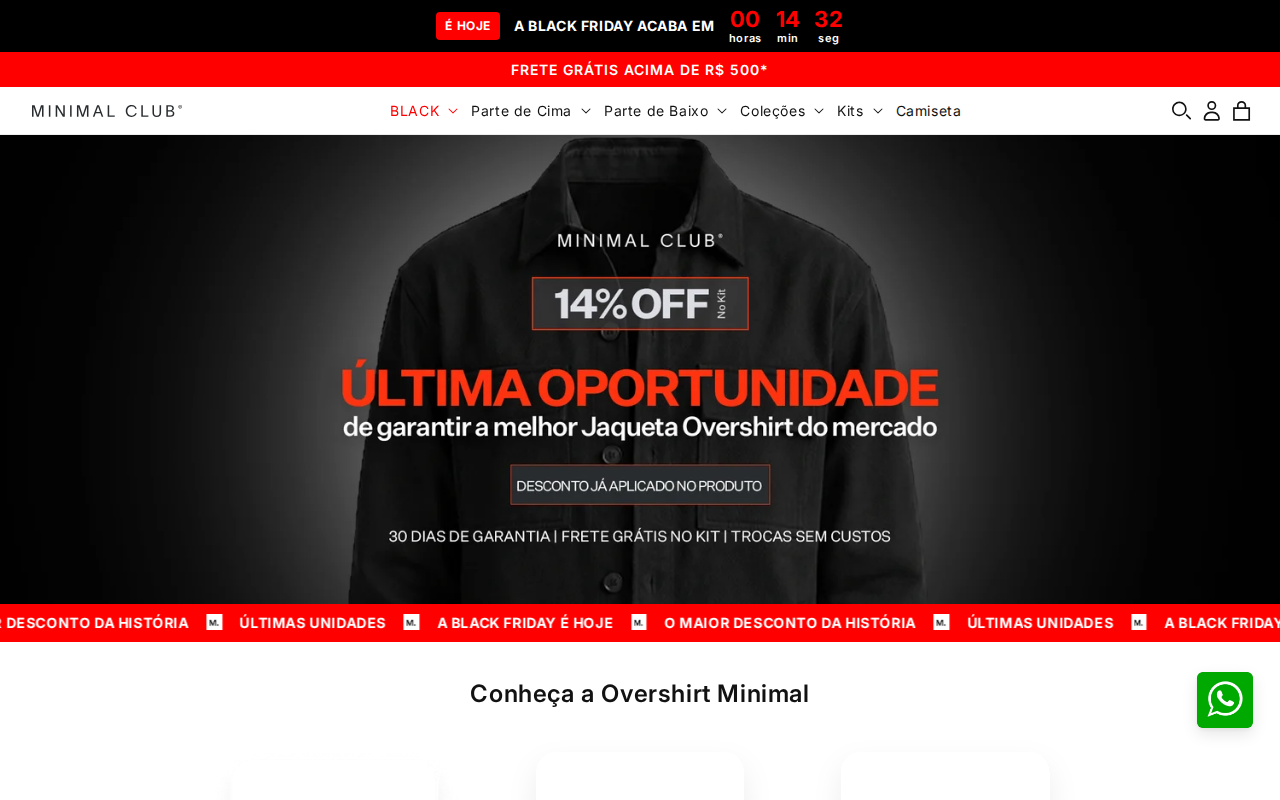 É HOJE
A BLACK FRIDAY ACABA EM
00 14 32
horas min seg
FRETE GRÁTIS ACIMA DE R$ 500*
MINIMAL CLUB®
BLACK Parte de Cima Parte de Baixo Coleções Kits Camiseta
MINIMAL CLUB®
14% OFF No Kit
ÚLTIMA OPORTUNIDADE
de garantir a melhor Jaqueta Overshirt do mercado
DESCONTO JÁ APLICADO NO PRODUTO
30 DIAS DE GARANTIA | FRETE GRÁTIS NO KIT | TROCAS SEM CUSTOS
DESCONTO DA HISTÓRIA M. ÚLTIMAS UNIDADES M. A BLACK FRIDAY É HOJE M. O MAIOR DESCONTO DA HISTÓRIA M. ÚLTIMAS UNIDADES M. A BLACK FRIDAY
Conheça a Overshirt Minimal